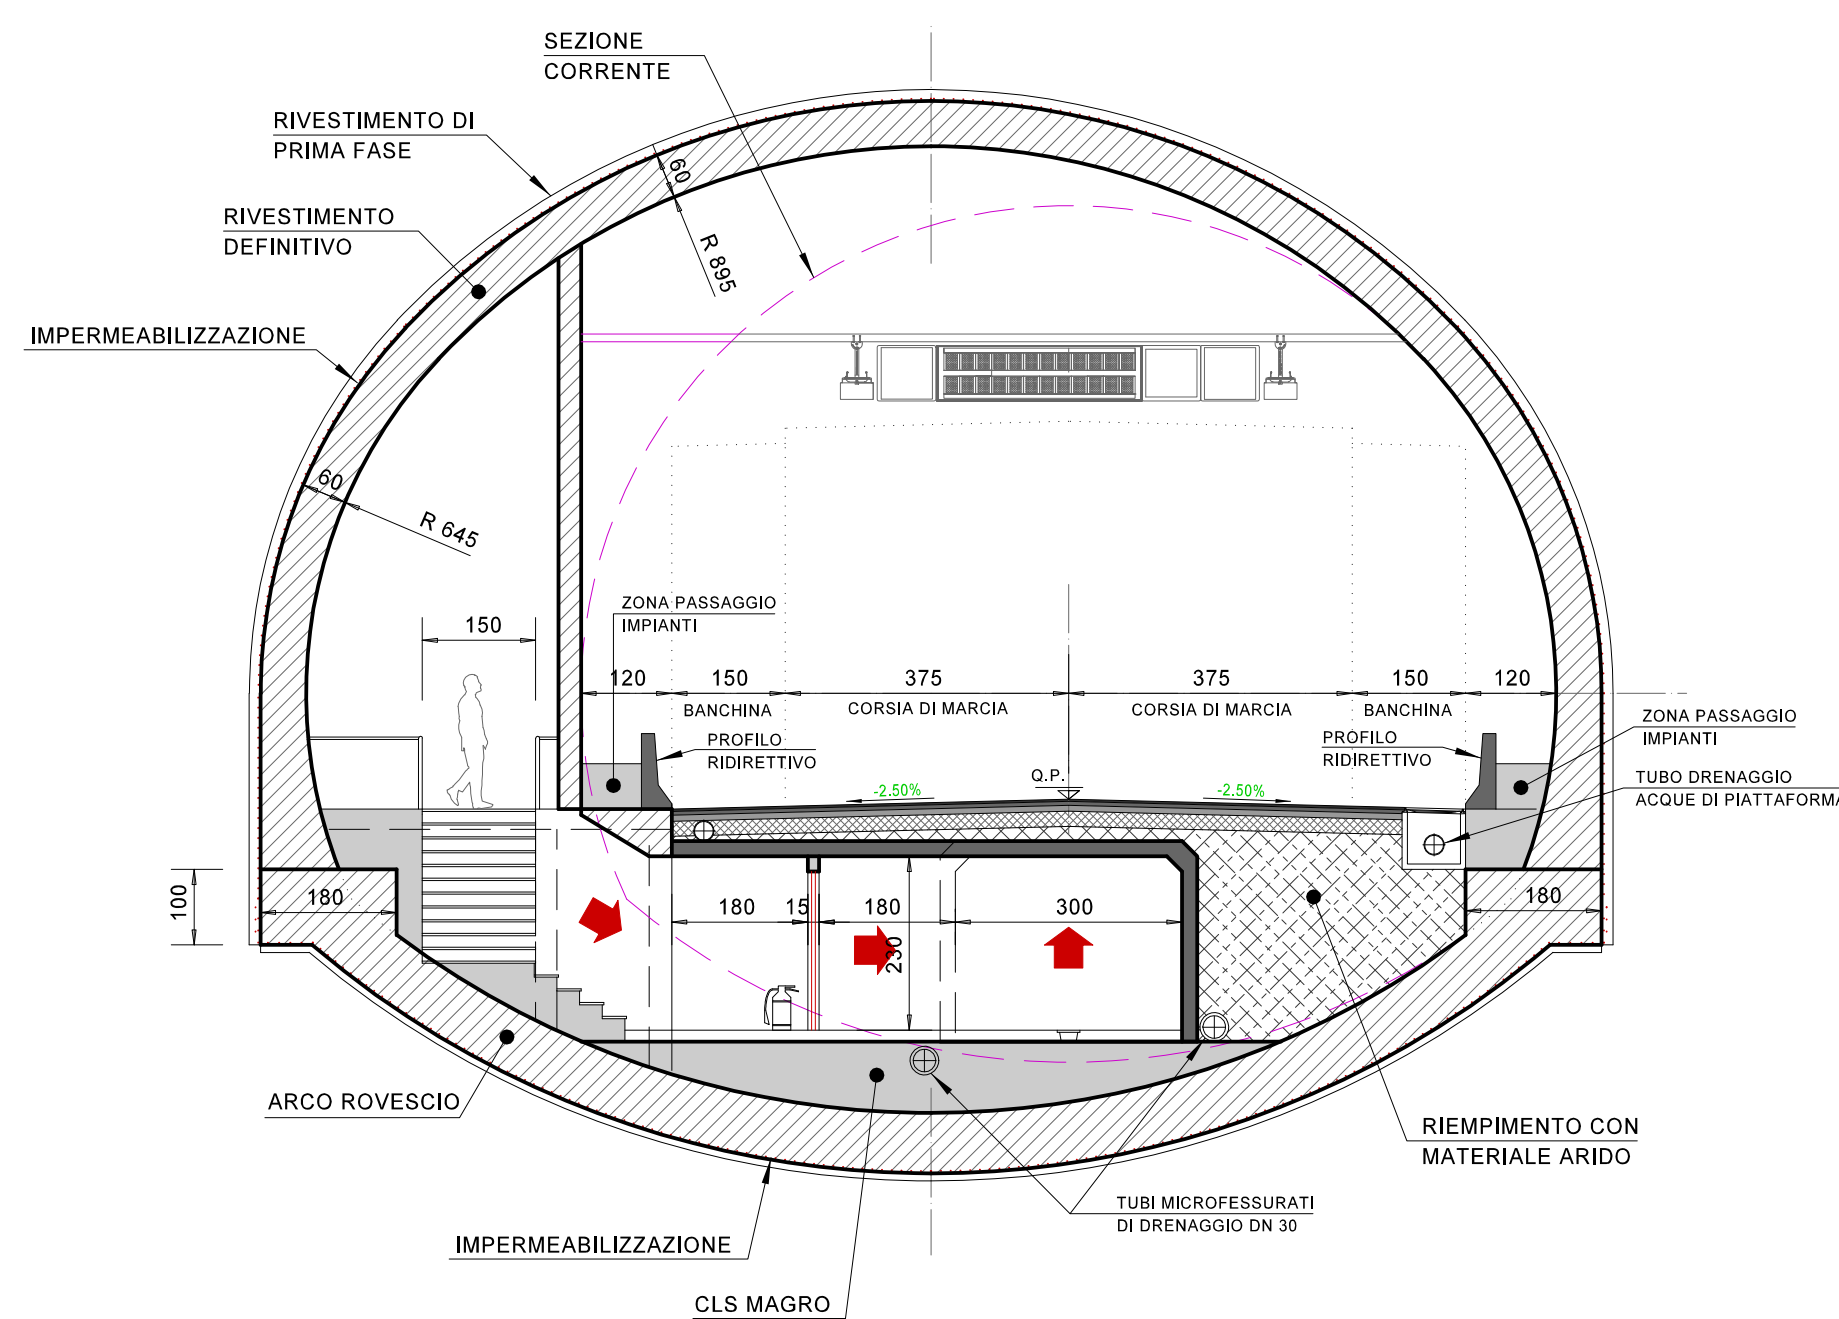 SEZIONE
CORRENTE
RIVESTIMENTO DI
PRIMA FASE
60
RIVESTIMENTO
DEFINITIVO
R 895
IMPERMEABILIZZAZIONE
60
R 645
ZONA PASSAGGIO
IMPIANTI
150
120
150
375
375
150
120
BANCHINA
CORSIA DI MARCIA
CORSIA DI MARCIA
BANCHINA
ZONA PASSAGGIO
IMPIANTI
PROFILO
RIDIRETTIVO
PROFILO
RIDIRETTIVO
Q.P.
TUBO DRENAGGIO
ACQUE DI PIATTAFORMA
-2.50%
-2.50%
100
180
180
15
180
300
180
230
ARCO ROVESCIO
RIEMPIMENTO CON
MATERIALE ARIDO
TUBI MICROFESSURATI
DI DRENAGGIO DN 30
IMPERMEABILIZZAZIONE
CLS MAGRO